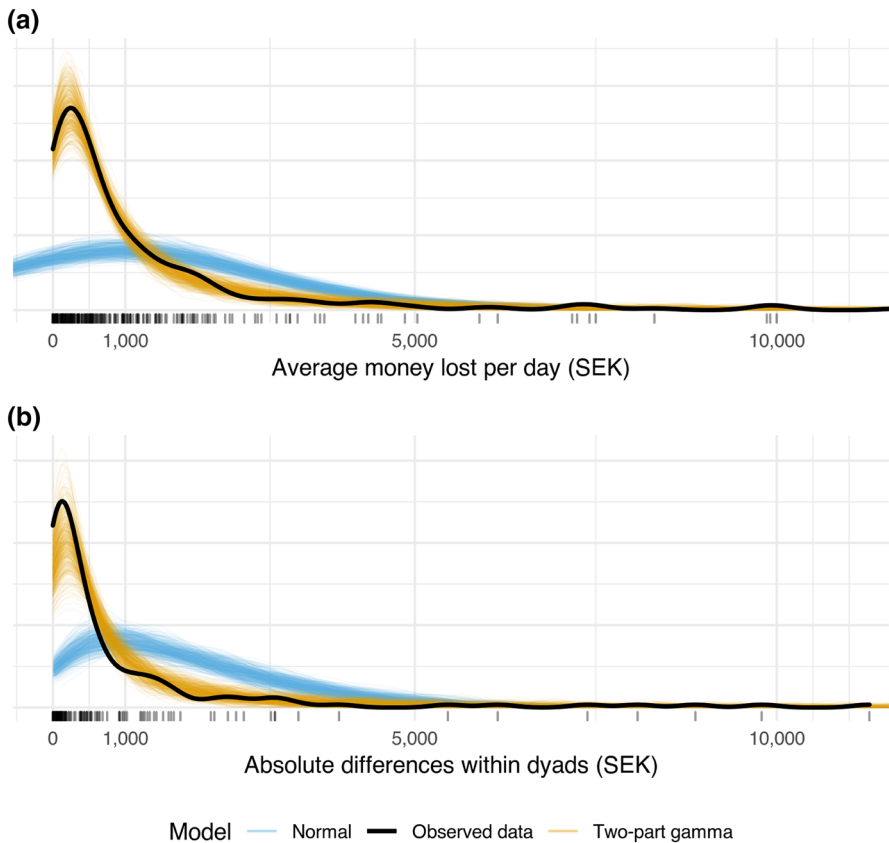 (a)
0 1,000 5,000 10,000
Average money lost per day (SEK)
(b)
0 1,000 5,000 10,000
Absolute differences within dyads (SEK)
Model Normal Observed data Two-part gamma